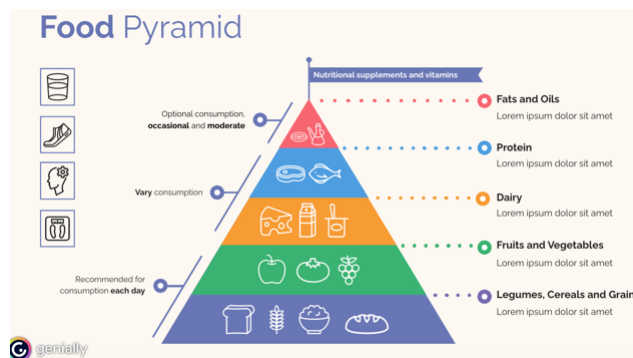 Food Pyramid
Nutritional supplements and vitamins
Optional consumption,
occasional and moderate
Fats and Oils
Lorem ipsum dolor sit amet
Protein
Lorem ipsum dolor sit amet
Vary consumption
Dairy
Lorem ipsum dolor sit amet
Fruits and Vegetables
Lorem ipsum dolor sit amet
Recommended for
consumption each day
Legumes, Cereals and Grain
Lorem ipsum dolor sit amet
genially